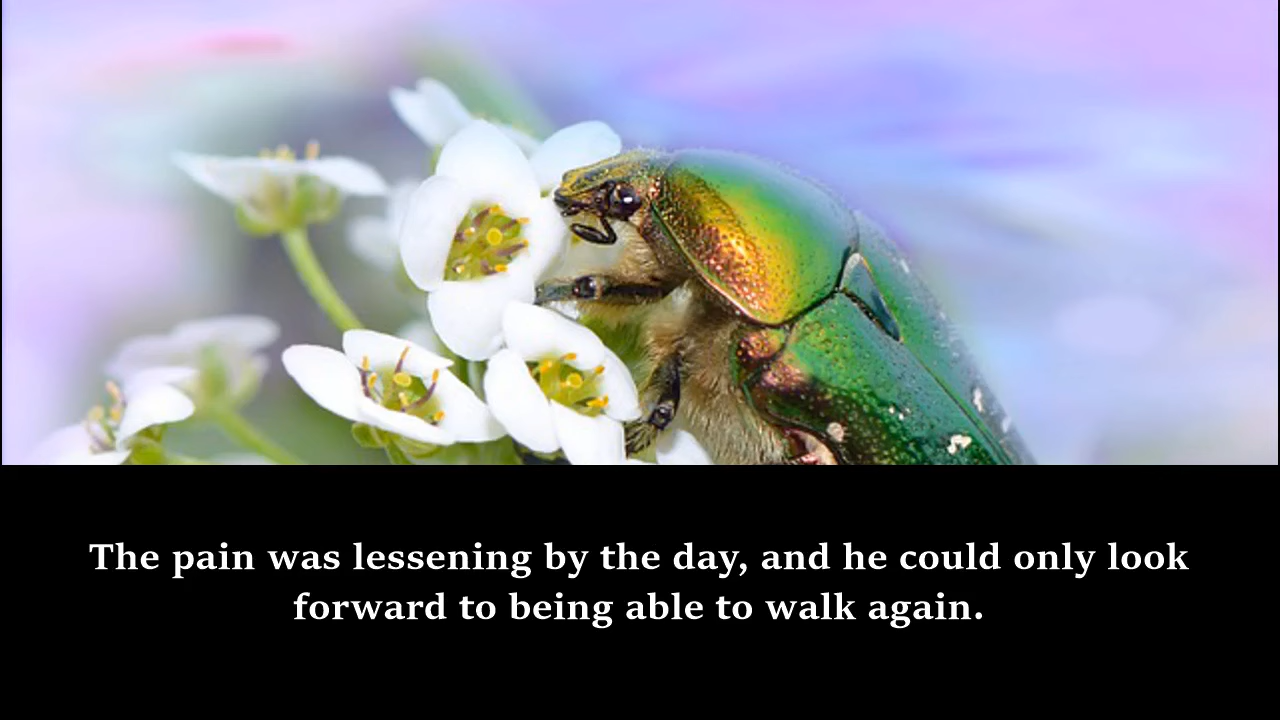 The pain was lessening by the day, and he could only look
forward to being able to walk again.